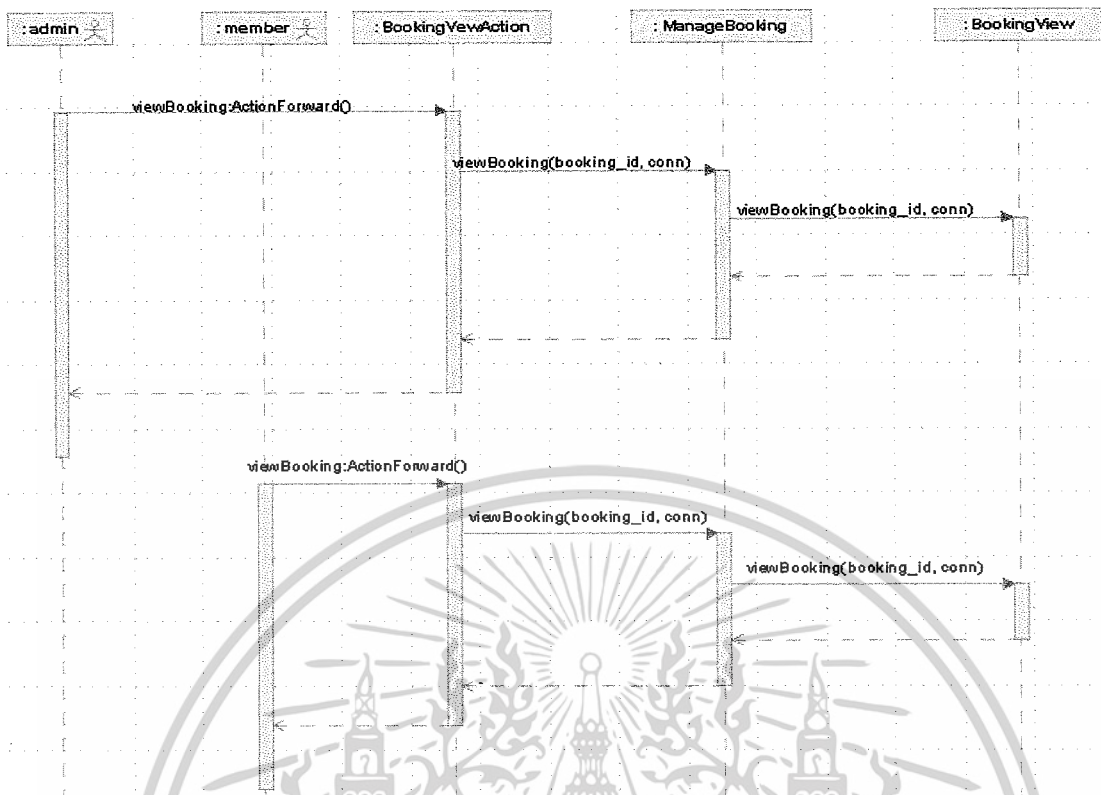 : admin
: member
: BookingVewAction
: ManageBooking
: BookingView
viewBooking:ActionForward()
viewBooking(booking_id, conn)
viewBooking(booking_id, conn)
viewBooking:ActionForward()
viewBooking(booking_id, conn)
viewBooking(booking_id, conn)